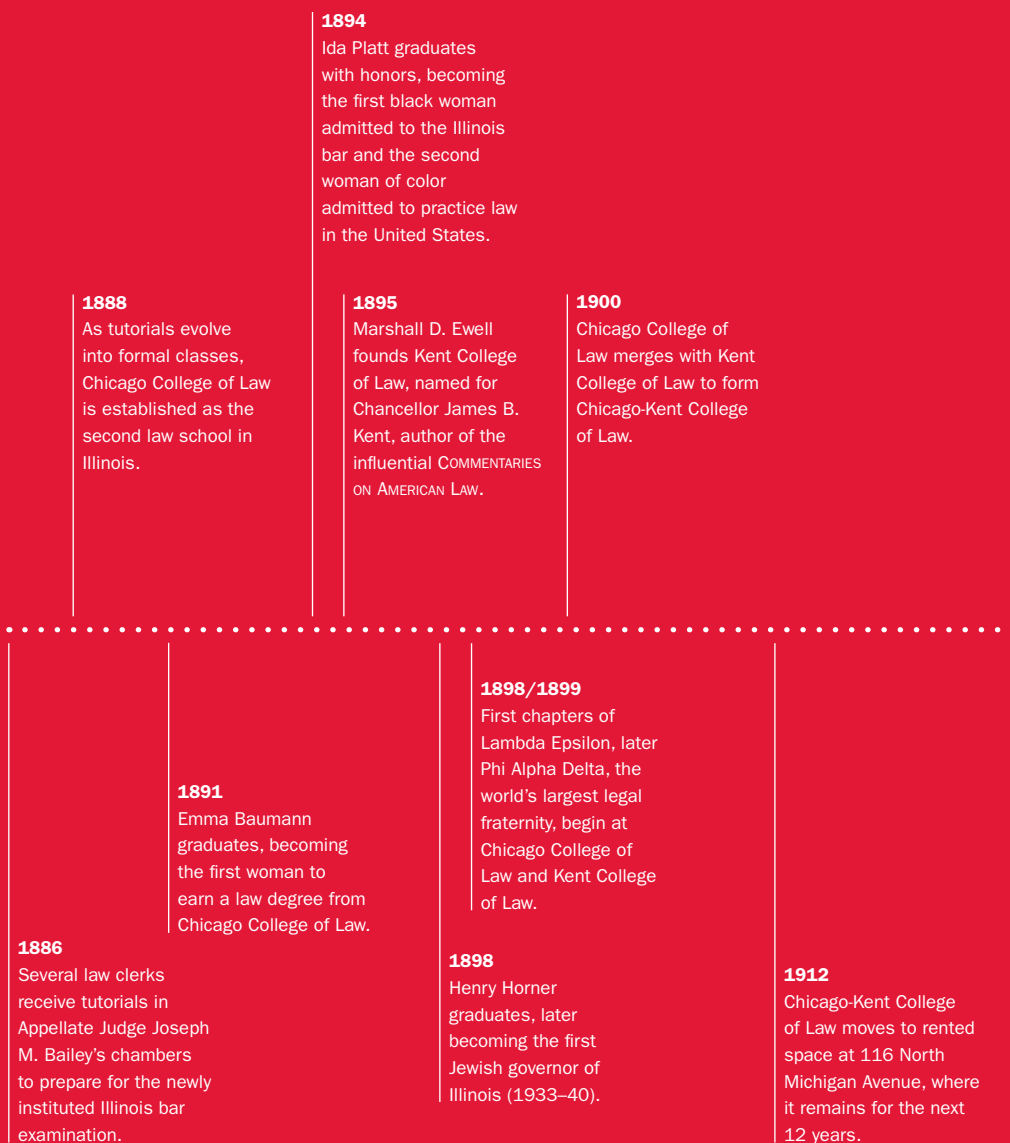 1894
Ida Platt graduates
with honors, becoming
the first black woman
admitted to the Illinois
bar and the second
woman of color
admitted to practice law
in the United States.
1888
As tutorials evolve
into formal classes,
Chicago College of Law
is established as the
second law school in
Illinois.
1895
Marshall D. Ewell
founds Kent College
of Law, named for
Chancellor James B.
Kent, author of the
influential COMMENTARIES
ON AMERICAN LAW.
1900
Chicago College of
Law merges with Kent
College of Law to form
Chicago-Kent College
of Law.
1886
Several law clerks
receive tutorials in
Appellate Judge Joseph
M. Bailey’s chambers
to prepare for the newly
instituted Illinois bar
examination.
1891
Emma Baumann
graduates, becoming
the first woman to
earn a law degree from
Chicago College of Law.
1898/1899
First chapters of
Lambda Epsilon, later
Phi Alpha Delta, the
world’s largest legal
fraternity, begin at
Chicago College of
Law and Kent College
of Law.
1898
Henry Horner
graduates, later
becoming the first
Jewish governor of
Illinois (1933–40).
1912
Chicago-Kent College
of Law moves to rented
space at 116 North
Michigan Avenue, where
it remains for the next
12 years.